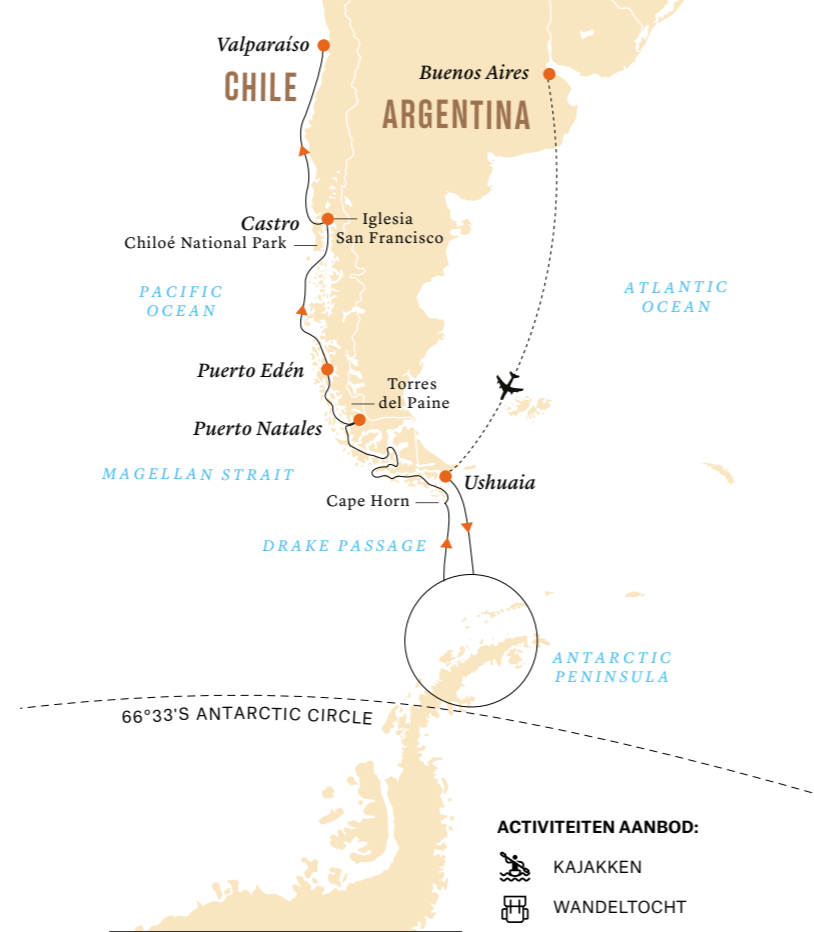 Valparaíso
CHILE
Buenos Aires
ARGENTINA
Castro
Iglesia
San Francisco
Chiloé National Park
PACIFIC
OCEAN
ATLANTIC
OCEAN
Puerto Edén
Torres
del Paine
Puerto Natales
MAGELLAN STRAIT
Ushuaia
Cape Horn
DRAKE PASSAGE
ANTARCTIC
PENINSULA
66°33'S ANTARCTIC CIRCLE
ACTIVITEITEN AANBOD:
KAJAKKEN
WANDELTOCHT